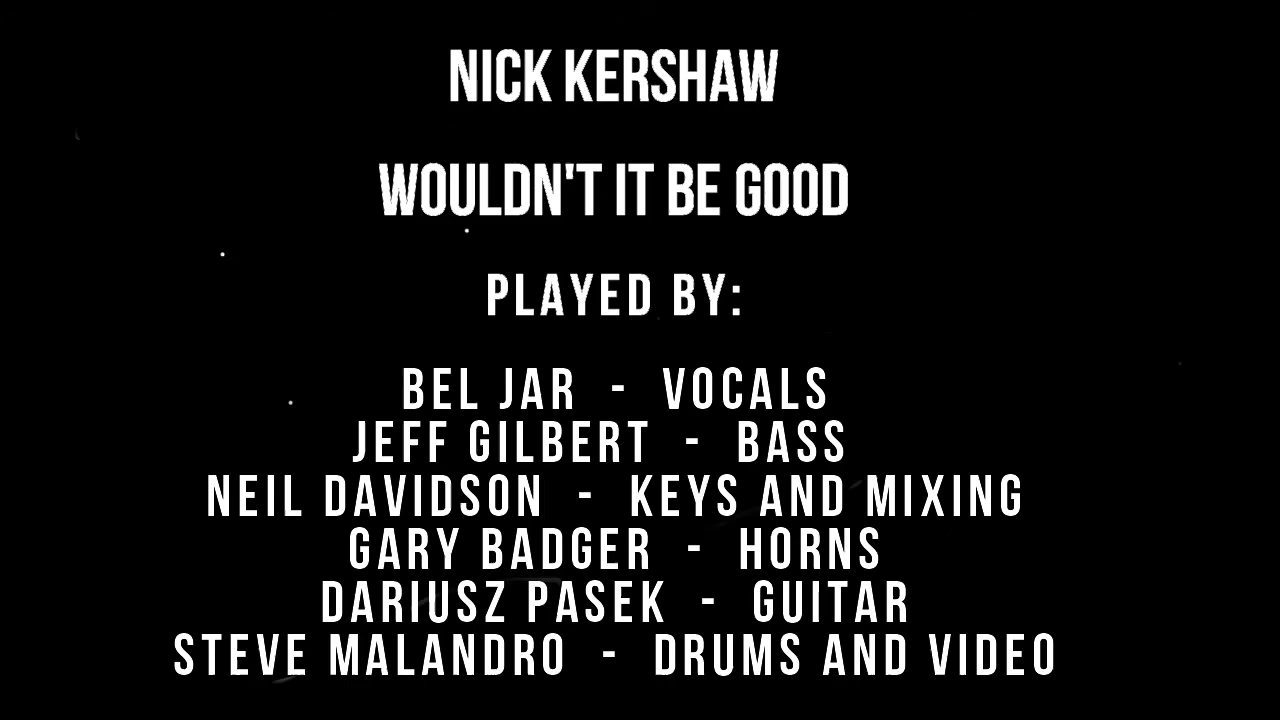 NICK KERSHAW
WOULDN'T IT BE GOOD
PLAYED BY:
BEL JAR - VOCALS
JEFF GILBERT - BASS
NEIL DAVIDSON - KEYS AND MIXING
GARY BADGER - HORNS
DARIUSZ PASEK - GUITAR
STEVE MALANDRO - DRUMS AND VIDEO